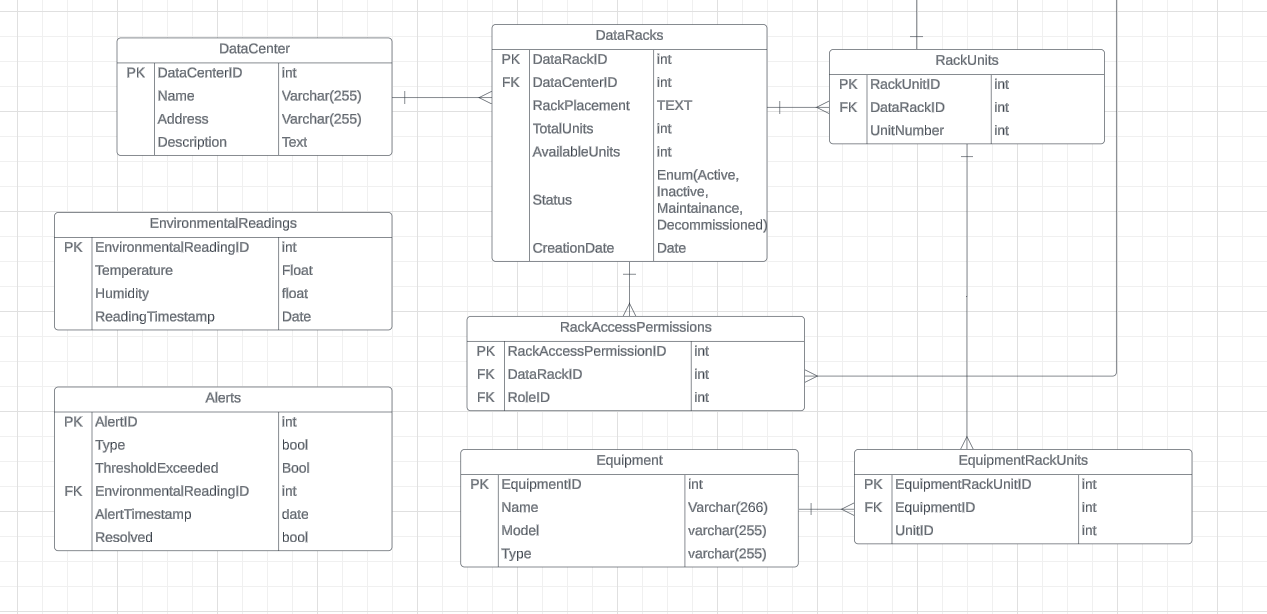 DataCenter
PK DataCenterID int
Name Varchar(255)
Address Varchar(255)
Description Text
DataRacks
PK DataRackID int
FK DataCenterID int
RackPlacement TEXT
TotalUnits int
AvailableUnits int
Status Enum(Active,
Inactive,
Maintainance,
Decommissioned)
CreationDate Date
RackUnits
PK RackUnitID int
FK DataRackID int
UnitNumber int
EnvironmentalReadings
PK EnvironmentalReadingID int
Temperature Float
Humidity float
ReadingTimestamp Date
RackAccessPermissions
PK RackAccessPermissionID int
FK DataRackID int
FK RoleID int
Alerts
PK AlertID int
Type bool
ThresholdExceeded Bool
FK EnvironmentalReadingID int
AlertTimestamp date
Resolved bool
Equipment
PK EquipmentID int
Name Varchar(266)
Model varchar(255)
Type varchar(255)
EquipmentRackUnits
PK EquipmentRackUnitID int
FK EquipmentID int
UnitID int